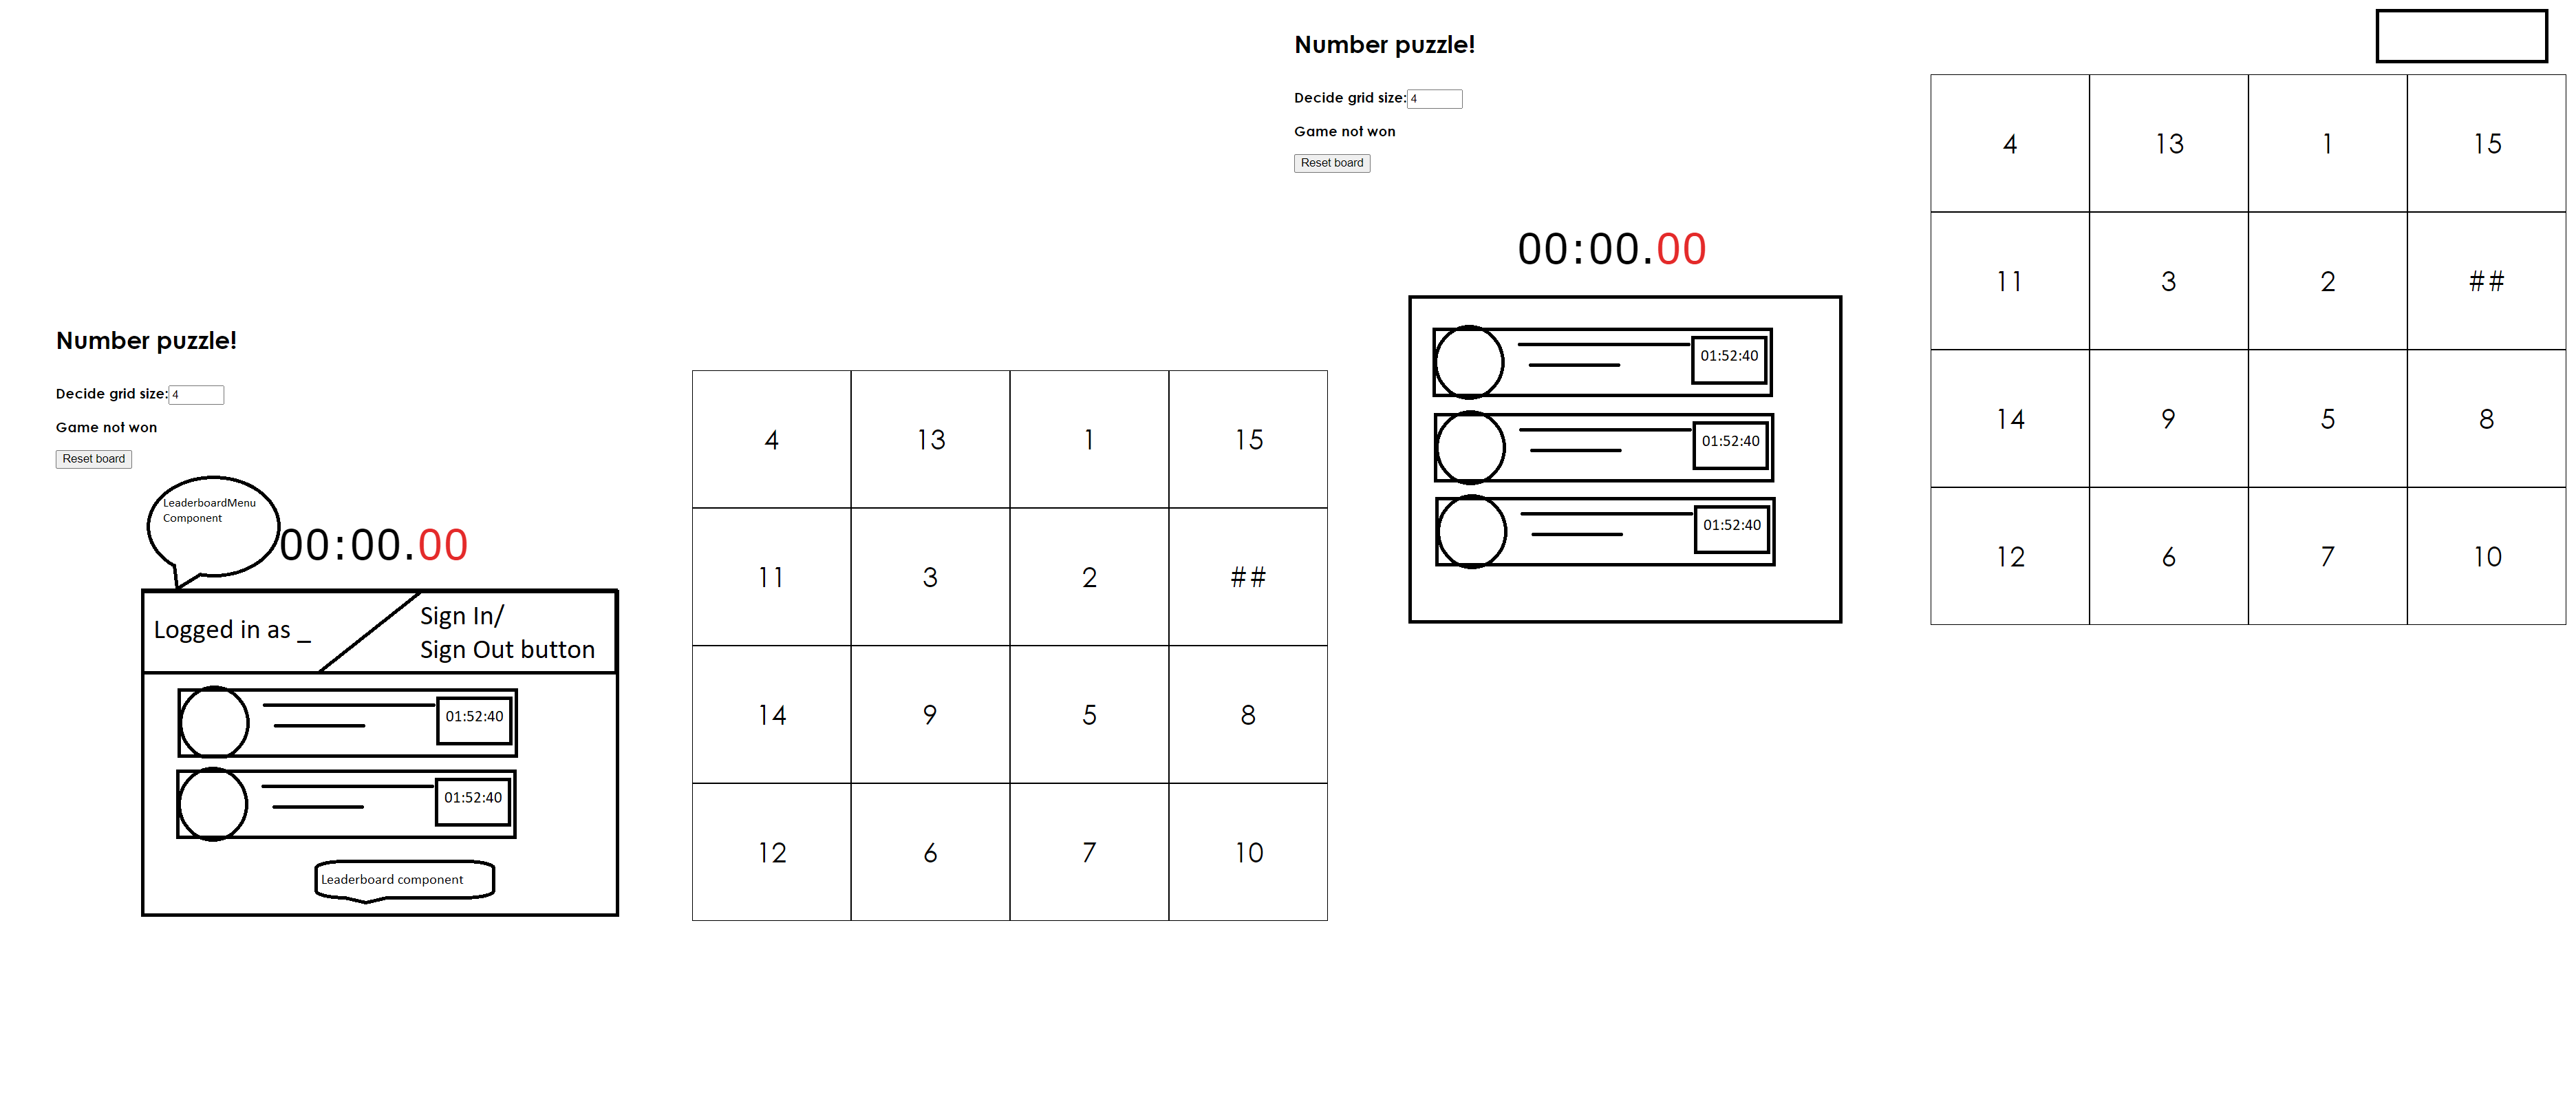 Number puzzle!
Decide grid size: 4
Game not won
Reset board
LeaderboardMenu
Component
00:00.00
Logged in as _
Sign In/
Sign Out button
01:52:40
01:52:40
Leaderboard component
4 13 1 15
11 3 2 ##
14 9 5 8
12 6 7 10
Number puzzle!
Decide grid size: 4
Game not won
Reset board
00:00.00
01:52:40
01:52:40
01:52:40
4 13 1 15
11 3 2 ##
14 9 5 8
12 6 7 10